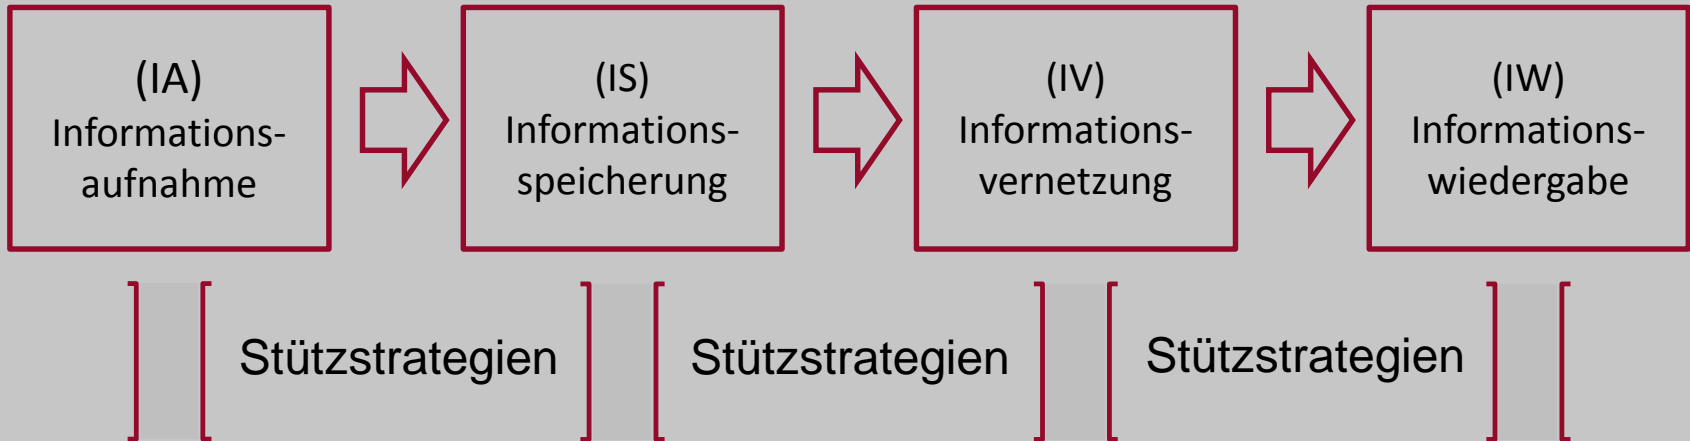 (IA)
Informations-
aufnahme
(IS)
Informations-
speicherung
(IV)
Informations-
vernetzung
(IW)
Informations-
wiedergabe
Stützstrategien
Stützstrategien
Stützstrategien